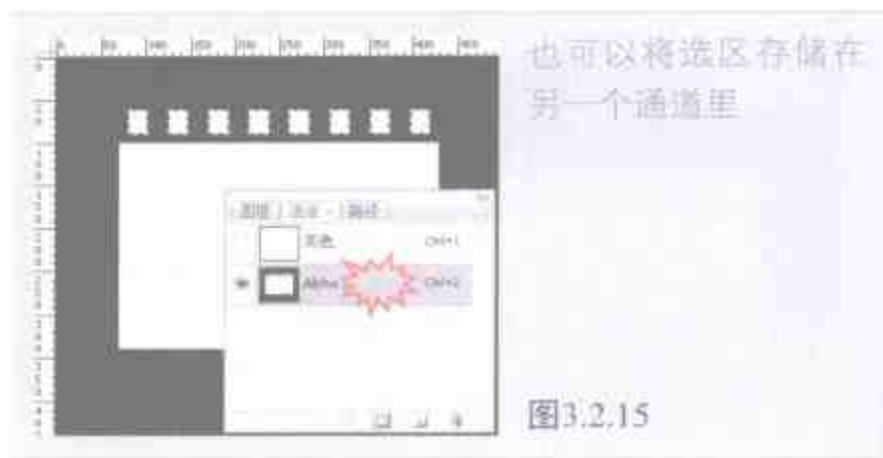 也可以将选区存储在
另一个通道里
图层 通道 路径
灰色 Ctrl+1
Alpha Ctrl+2
图3.2.15